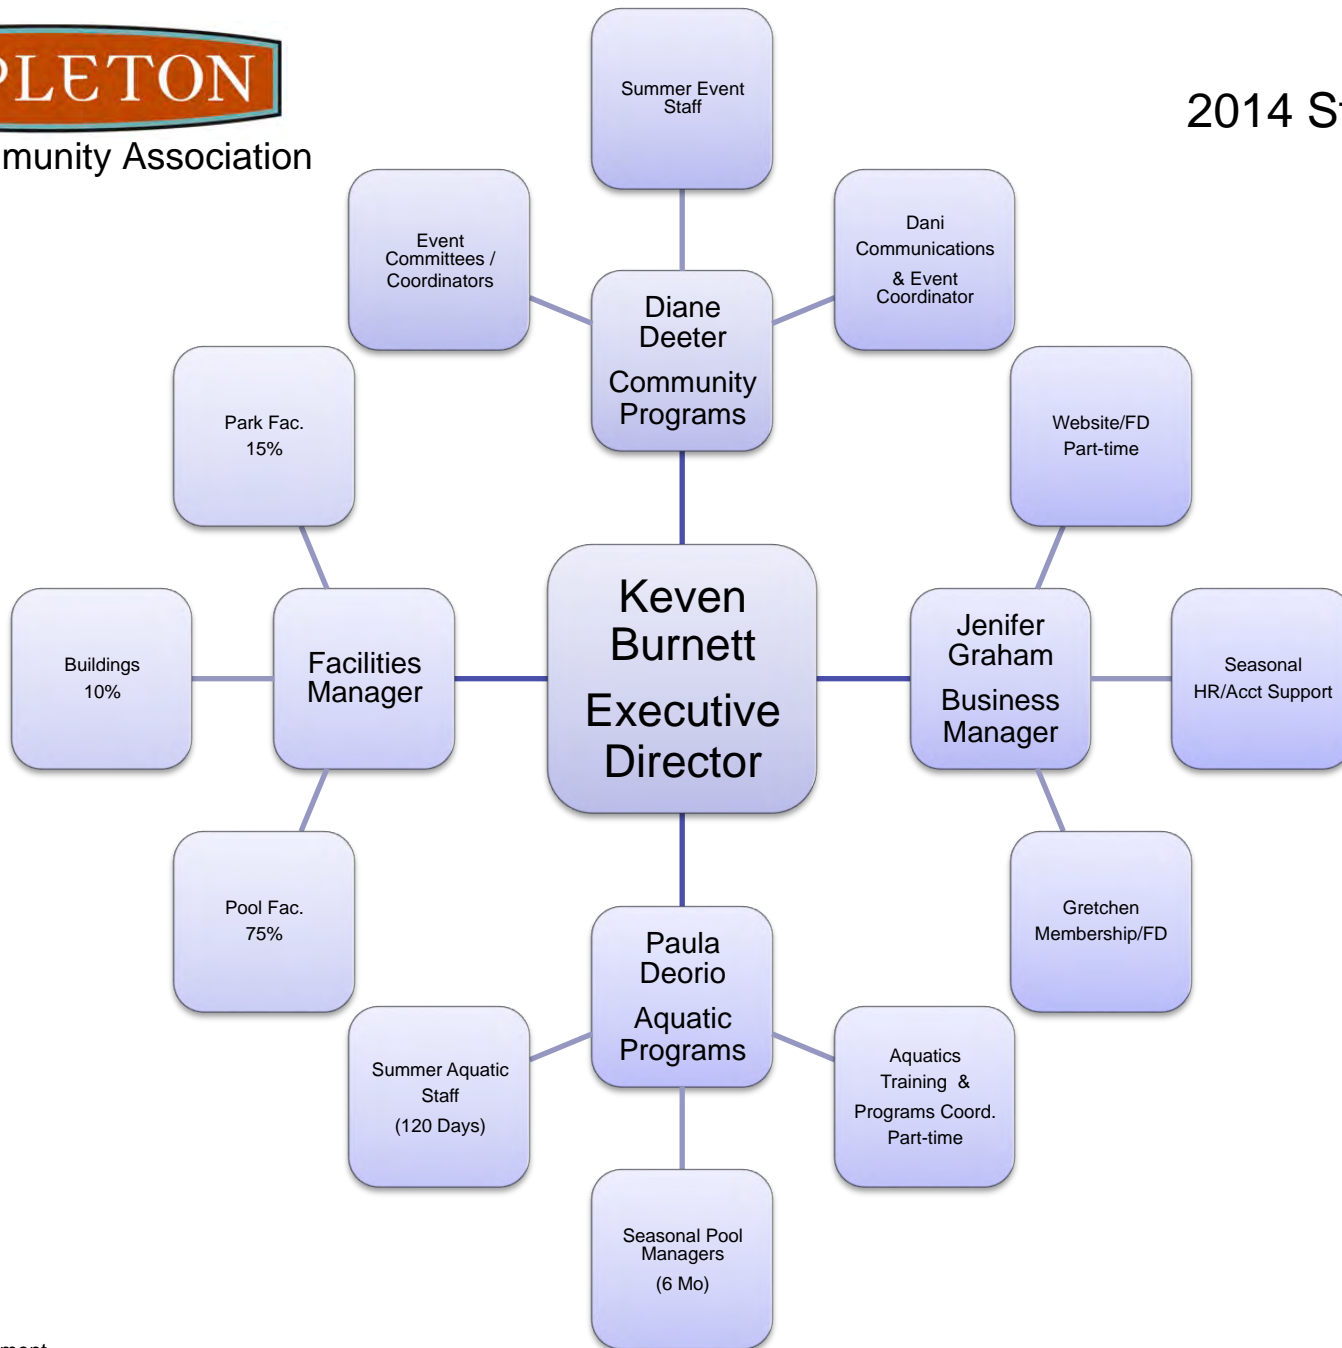 PLETON
munity Association
2014 St
Summer Event
Staff
Event
Committees /
Coordinators
Dani
Communications
& Event
Coordinator
Diane
Deeter
Community
Programs
Park Fac.
15%
Website/FD
Part-time
Buildings
10%
Facilities
Manager
Keven
Burnett
Executive
Director
Jenifer
Graham
Business
Manager
Seasonal
HR/Acct Support
Pool Fac.
75%
Gretchen
Membership/FD
Paula
Deorio
Aquatic
Programs
Summer Aquatic
Staff
(120 Days)
Aquatics
Training &
Programs Coord.
Part-time
Seasonal Pool
Managers
(6 Mo)